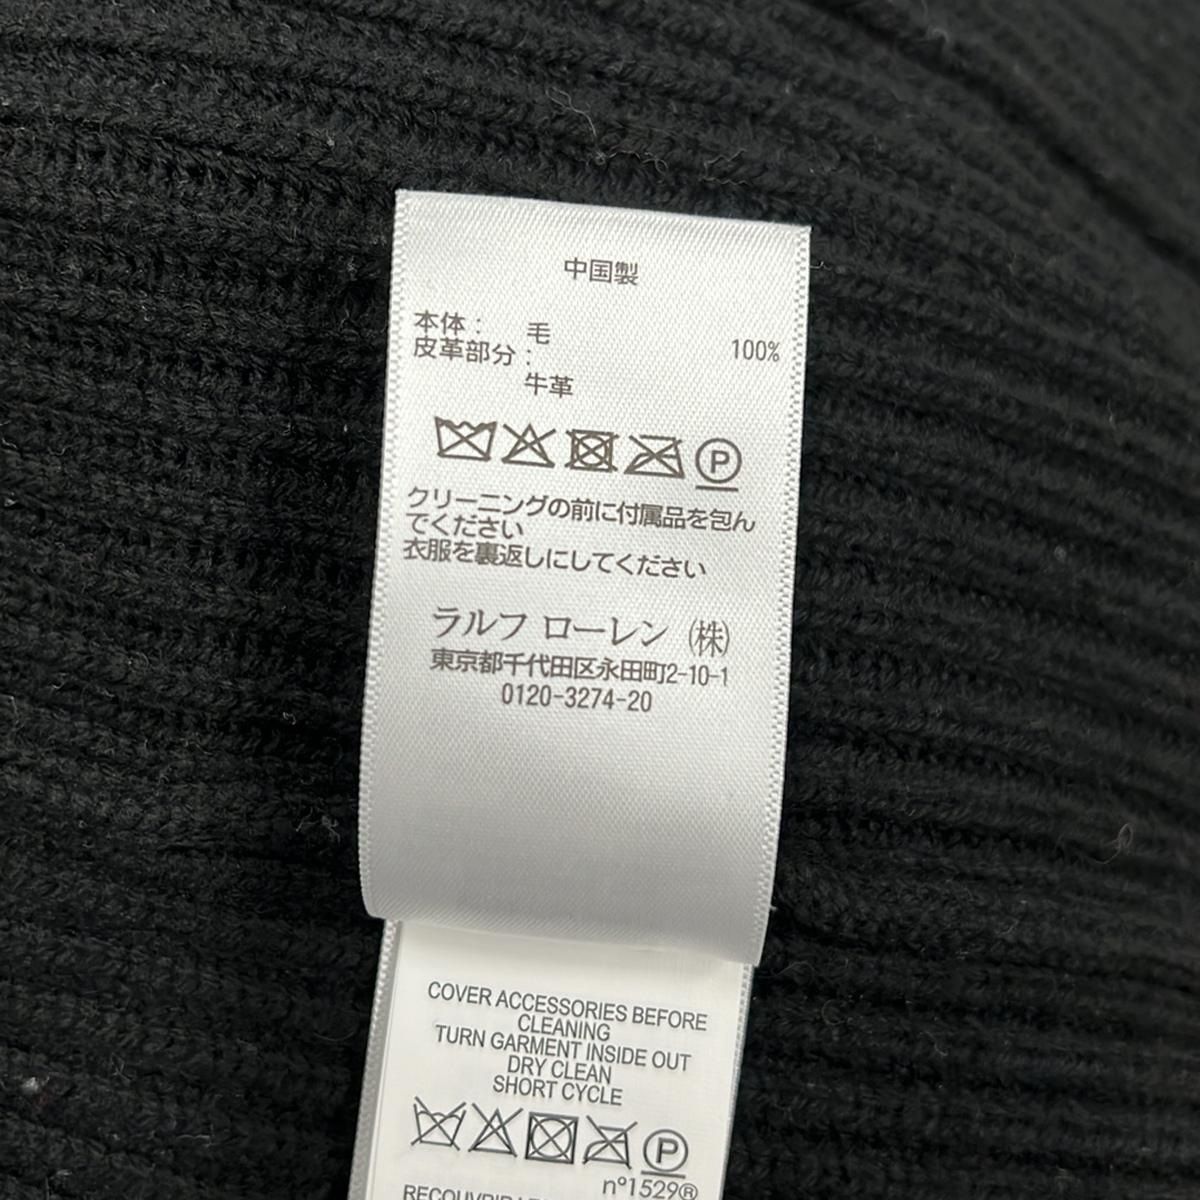 中国製
本体： 毛 100%
皮革部分：
牛革
P
クリーニングの前に付属品を包ん
でください
衣服を裏返しにしてください
ラルフ ローレン (株)
東京都千代田区永田町2-10-1
0120-3274-20
COVER ACCESSORIES BEFORE
CLEANING
TURN GARMENT INSIDE OUT
DRY CLEAN
SHORT CYCLE
P
n°1529®